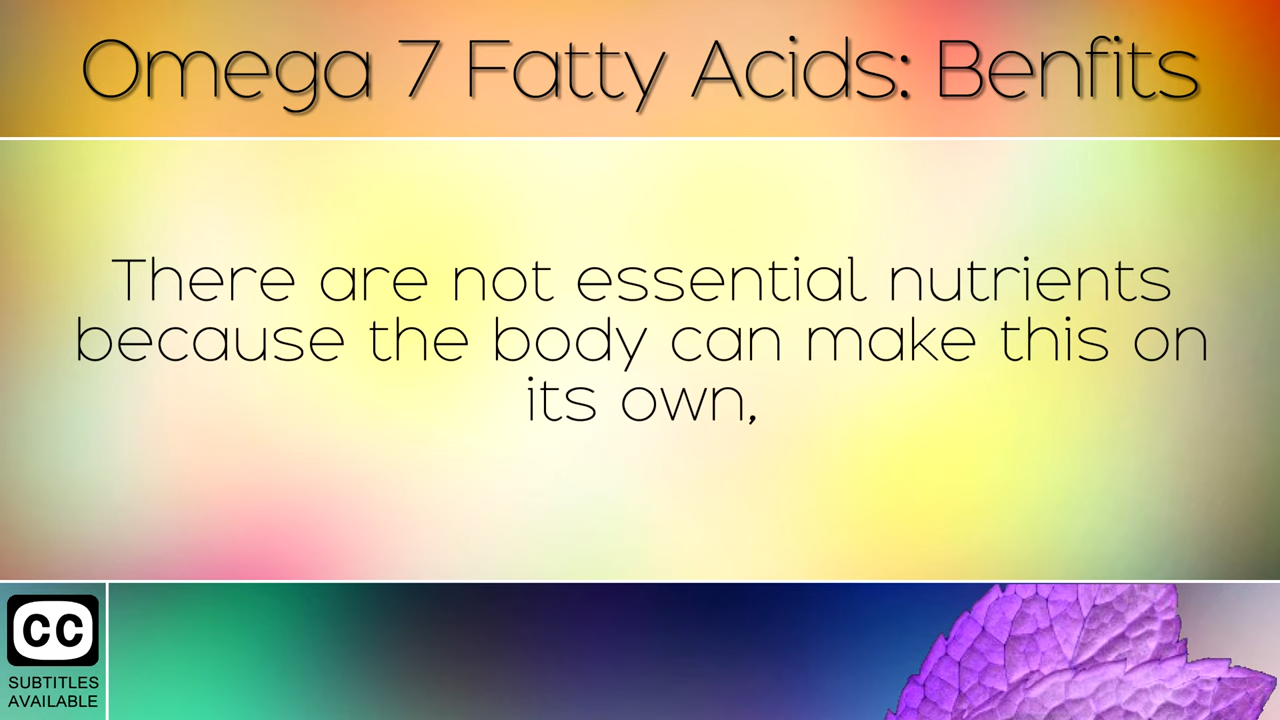 Omega 7 Fatty Acids: Benfits
There are not essential nutrients
because the body can make this on
its own,
CC
SUBTITLES
AVAILABLE